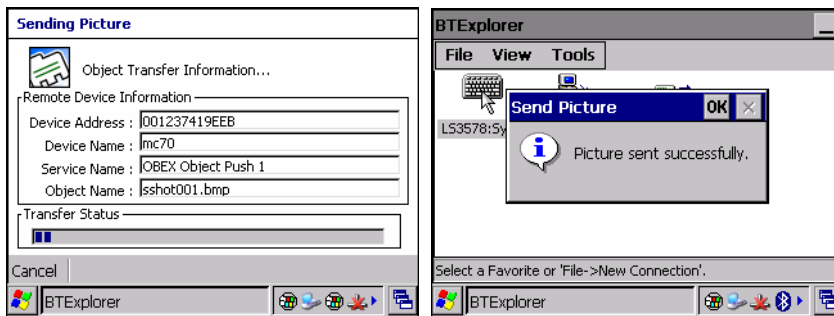 Sending Picture
Object Transfer Information...
Remote Device Information
Device Address : 001237419EEB
Device Name : mc70
Service Name : OBEX Object Push 1
Object Name : sshot001.bmp
Transfer Status
Cancel
BTExplorer
BTExplorer
File View Tools
LS3578:Sy
Send Picture OK
Picture sent successfully.
Select a Favorite or 'File->New Connection'.
BTExplorer